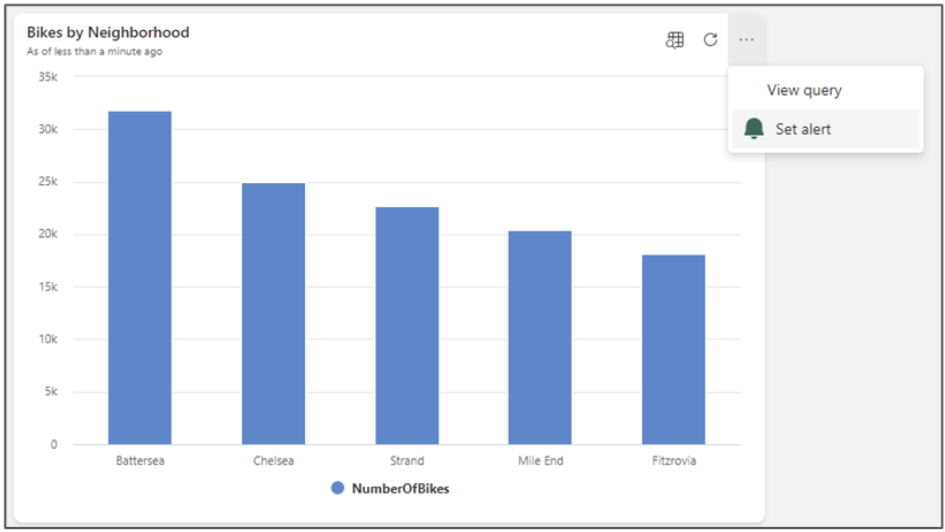 Bikes by Neighborhood
As of less than a minute ago
...
View query
Set alert
35k
30k
25k
20k
15k
10k
5k
0
Battersea Chelsea Strand Mile End Fitzrovia
NumberOfBikes